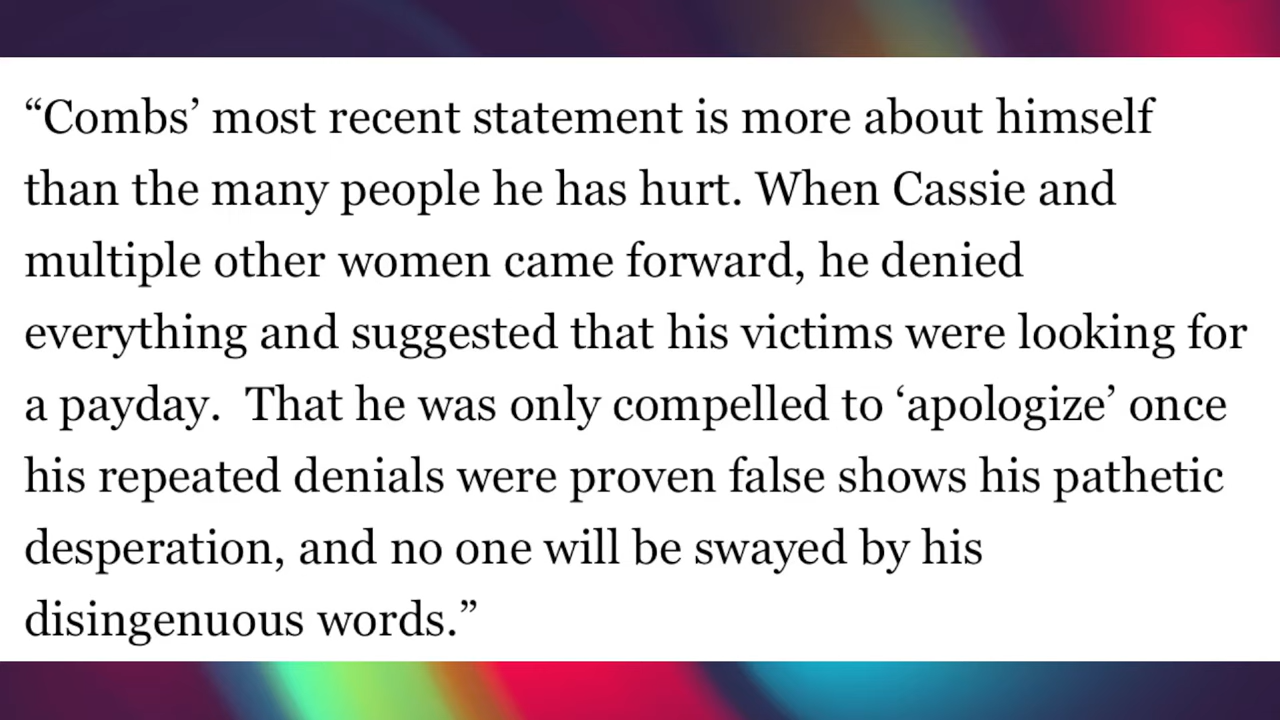 “Combs’ most recent statement is more about himself
than the many people he has hurt. When Cassie and
multiple other women came forward, he denied
everything and suggested that his victims were looking for
a payday.  That he was only compelled to ‘apologize’ once
his repeated denials were proven false shows his pathetic
desperation, and no one will be swayed by his
disingenuous words.”